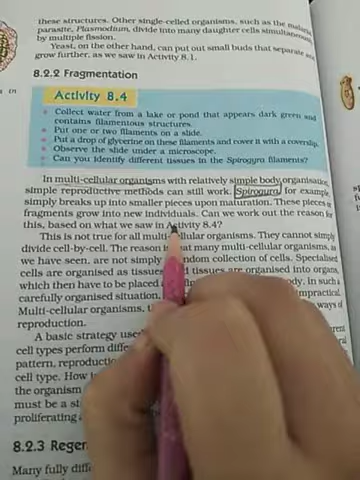 these structures. Other single-celled organisms, such as the malaria
parasite, Plasmodium, divide into many daughter cells simultaneously
by multiple fission.
Yeast, on the other hand, can put out small buds that separate and
grow further, as we saw in Activity 8.1.
8.2.2 Fragmentation
Activity 8.4
Collect water from a lake or pond that appears dark green and
contains filamentous structures.
Put one or two filaments on a slide.
Put a drop of glycerine on these filaments and cover it with a coverslip.
Observe the slide under a microscope.
Can you identify different tissues in the Spirogyra filaments?
In multi-cellular organisms with relatively simple body organisation,
simple reproductive methods can still work. Spirogyra, for example,
simply breaks up into smaller pieces upon maturation. These pieces or
fragments grow into new individuals. Can we work out the reason for
this, based on what we saw in Activity 8.4?
This is not true for all multi-cellular organisms. They cannot simply
divide cell-by-cell. The reason is that many multi-cellular organisms, as
we have seen, are not simply a random collection of cells. Specialised
cells are organised as tissues, and tissues are organised into organs,
which then have to be placed body. In such a
carefully organised situation, impractical.
Multi-cellular organisms, ways of
reproduction.
A basic strategy used
cell types perform
pattern, reproduction
cell type. How
the organism
must be a
proliferating
8.2.3
Many fully